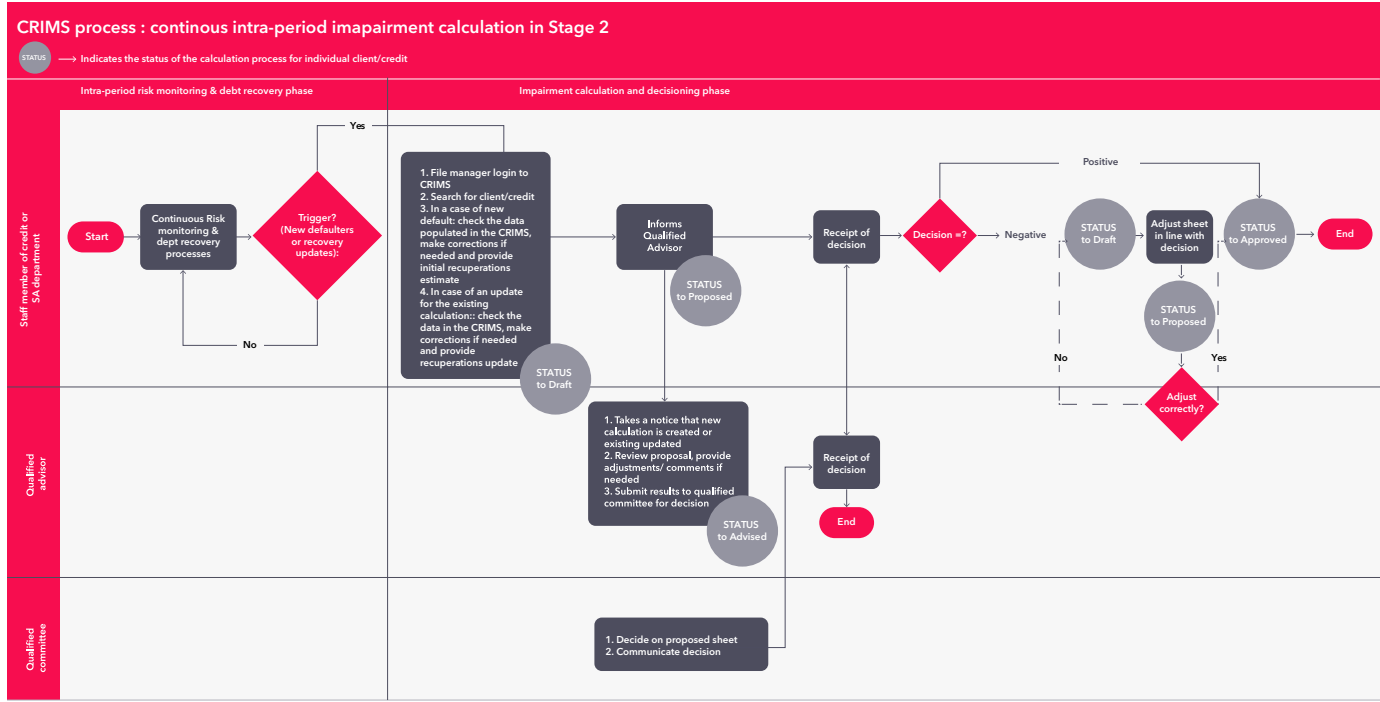 CRIMS process : continous intra-period imapairment calculation in Stage 2
STATUS
Indicates the status of the calculation process for individual client/credit
Intra-period risk monitoring & debt recovery phase
Impairment calculation and decisioning phase
Staff member of credit or
SA department
Start
Continuous Risk
monitoring &
dept recovery
processes
Trigger?
(New defaulters
or recovery
updates):
Yes
No
1. File manager login to
CRIMS
2. Search for client/credit
3. In a case of new
default: check the data
populated in the CRIMS,
make corrections if
needed and provide
initial recuperations
estimate
4. In case of an update
for the existing
calculation:: check the
data in the CRIMS, make
corrections if needed
and provide
recuperations update
STATUS
to Draft
Informs
Qualified
Advisor
STATUS
to Proposed
Receipt of
decision
Decision =?
Positive
Negative
STATUS
to Draft
Adjust sheet
in line with
decision
STATUS
to Approved
End
STATUS
to Proposed
No
Yes
Adjust
correctly?
Qualified
advisor
1. Takes a notice that new
calculation is created or
existing updated
2. Review proposal, provide
adjustments/ comments if
needed
3. Submit results to qualified
committee for decision
STATUS
to Advised
Receipt of
decision
End
Qualified
committee
1. Decide on proposed sheet
2. Communicate decision